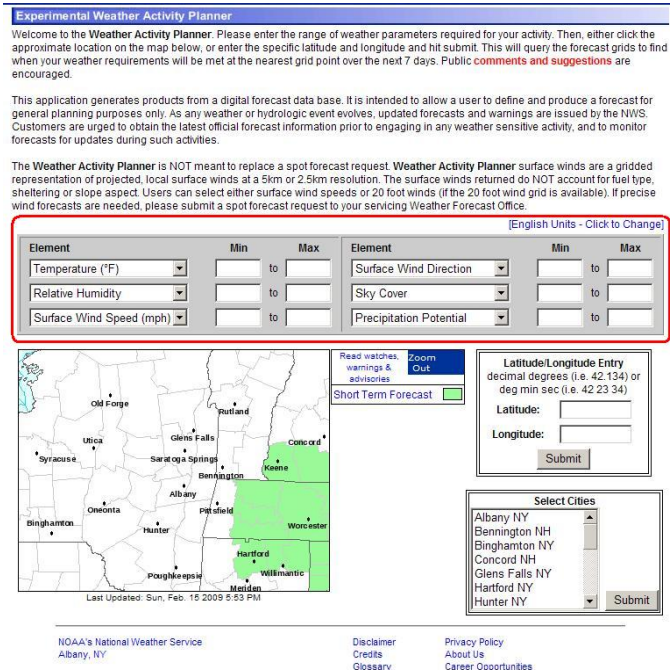 Experimental Weather Activity Planner
Welcome to the Weather Activity Planner. Please enter the range of weather parameters required for your activity. Then, either click the
approximate location on the map below, or enter the specific latitude and longitude and hit submit. This will query the forecast grids to find
when your weather requirements will be met at the nearest grid point over the next 7 days. Public comments and suggestions are
encouraged.
This application generates products from a digital forecast data base. It is intended to allow a user to define and produce a forecast for
general planning purposes only. As any weather or hydrologic event evolves, updated forecasts and warnings are issued by the NWS.
Customers are urged to obtain the latest official forecast information prior to engaging in any weather sensitive activity, and to monitor
forecasts for updates during such activities.
The Weather Activity Planner is NOT meant to replace a spot forecast request. Weather Activity Planner surface winds are a gridded
representation of projected, local surface winds at a 5km or 2.5km resolution. The surface winds returned do NOT account for fuel type,
sheltering or slope aspect. Users can select either surface wind speeds or 20 foot winds (if the 20 foot wind grid is available). If precise
wind forecasts are needed, please submit a spot forecast request to your servicing Weather Forecast Office.
[English Units - Click to Change]
Element Min Max Element Min Max
Temperature (°F) to Surface Wind Direction to
Relative Humidity to Sky Cover to
Surface Wind Speed (mph) to Precipitation Potential to
Read watches, warnings & advisories
Zoom Out
Short Term Forecast
Old Forge
Rutland
Utica
Glens Falls
Concord
Syracuse
Saratoga Springs
Keene
Bennington
Albany
Oneonta
Pittsfield
Binghamton
Hunter
Worcester
Hartford
Poughkeepsie
Willimantic
Meriden
Last Updated: Sun, Feb. 15 2009 5:53 PM
Latitude/Longitude Entry
decimal degrees (i.e. 42.134) or
deg min sec (i.e. 42 23 34)
Latitude:
Longitude:
Submit
Select Cities
Albany NY
Bennington NH
Binghamton NY
Concord NH
Glens Falls NY
Hartford NY
Hunter NY
Submit
NOAA's National Weather Service Disclaimer Privacy Policy
Albany, NY Credits About Us
Glossary Career Opportunities